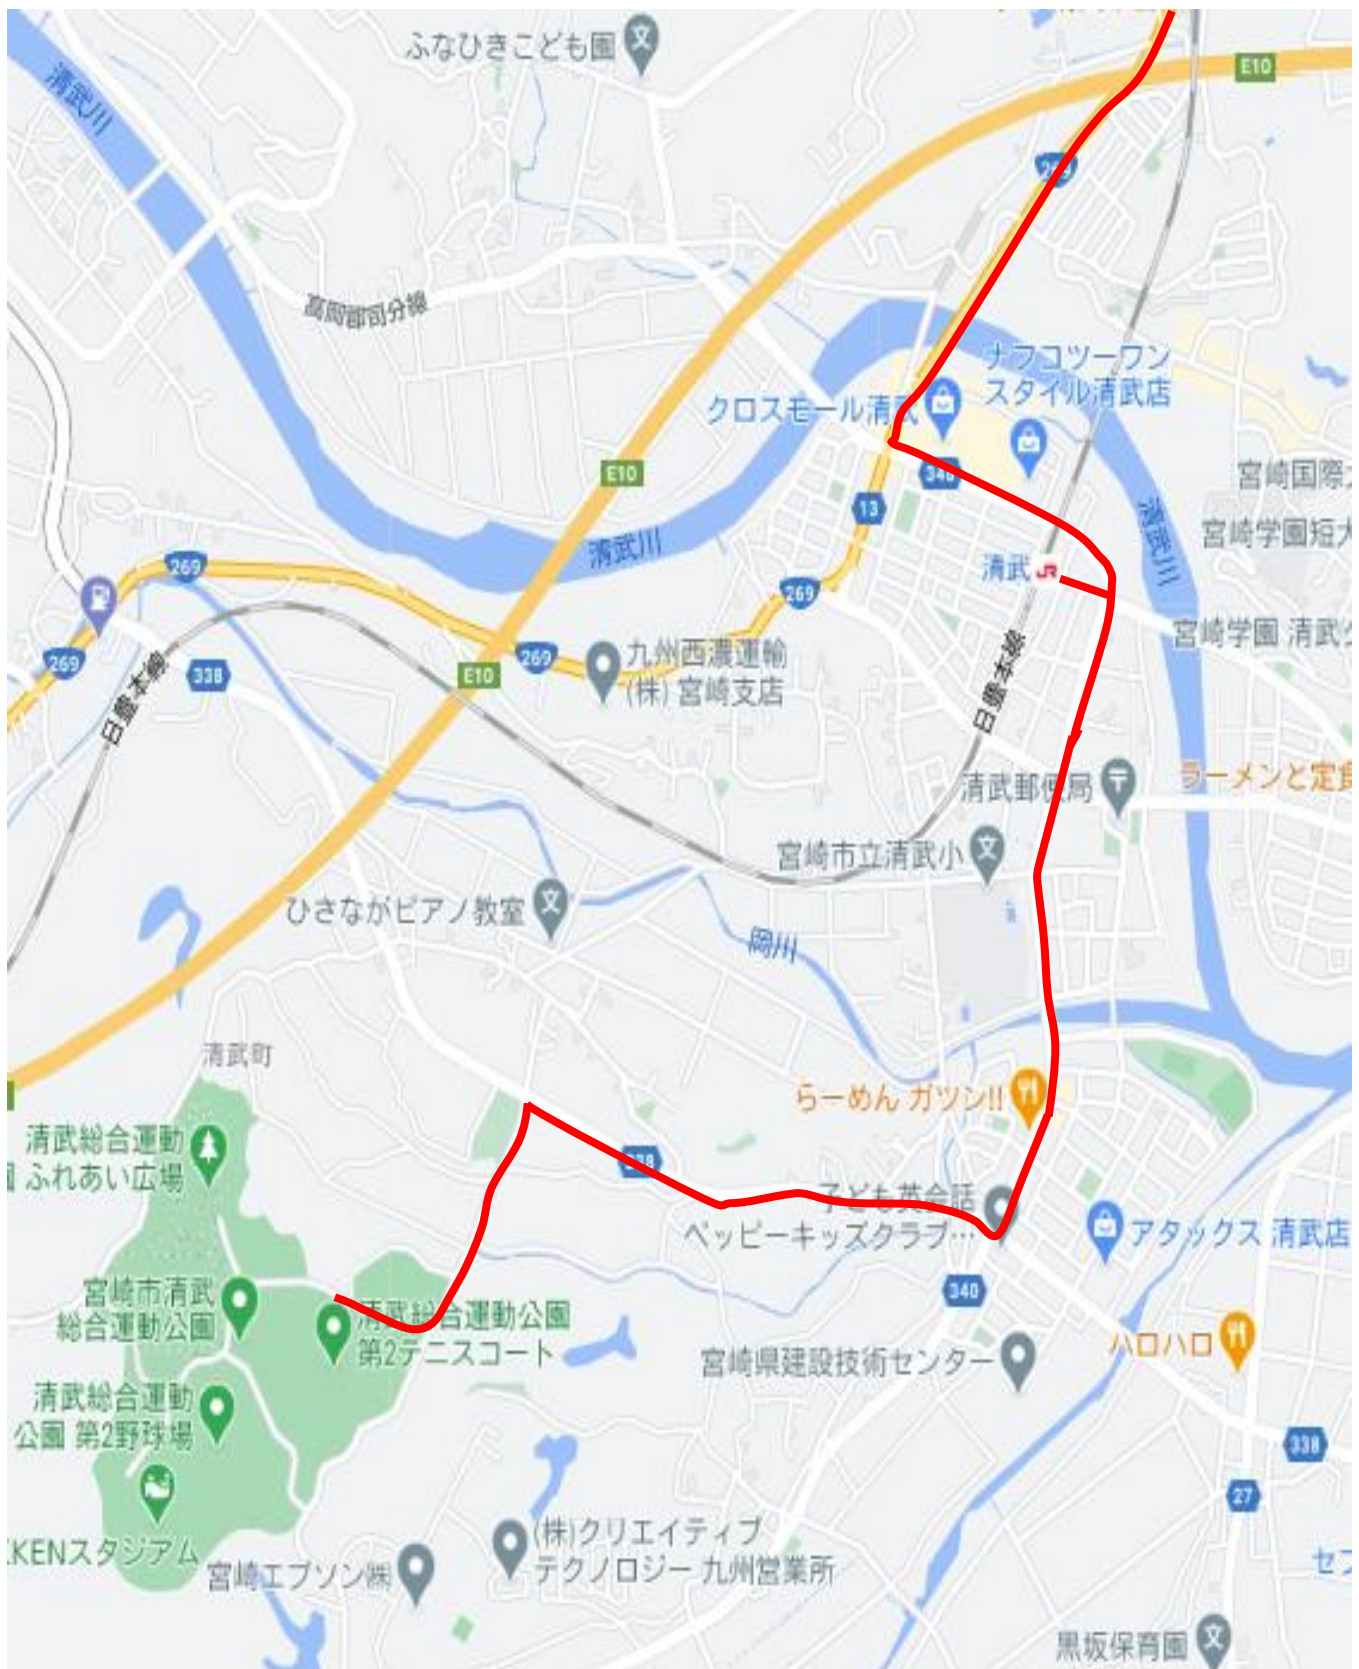 ふなひきこども園
E10
清武川
269
高岡郡司分線
ナフコツーワン
スタイル清武店
クロスモール清武
346
E10
13
宮崎国際
清武川
清武川
宮崎学園短大
清武
JR
269
269
宮崎学園 清武
九州西濃運輸
(株) 宮崎支店
269
269
338
E10
日豊本線
日豊本線
清武郵便局
ラーメンと定食
宮崎市立清武小
ひさながピアノ教室
岡川
清武町
らーめん ガツン!!
清武総合運動
園 ふれあい広場
338
子ども英会話
ペッピーキッズクラブ…
アタックス 清武店
宮崎市清武
総合運動公園
340
清武総合運動公園
第2テニスコート
ハロハロ
宮崎県建設技術センター
清武総合運動
公園 第2野球場
338
27
KENスタジアム
(株)クリエイティブ
テクノロジー 九州営業所
宮崎エプソン㈱
セブ
黒坂保育園